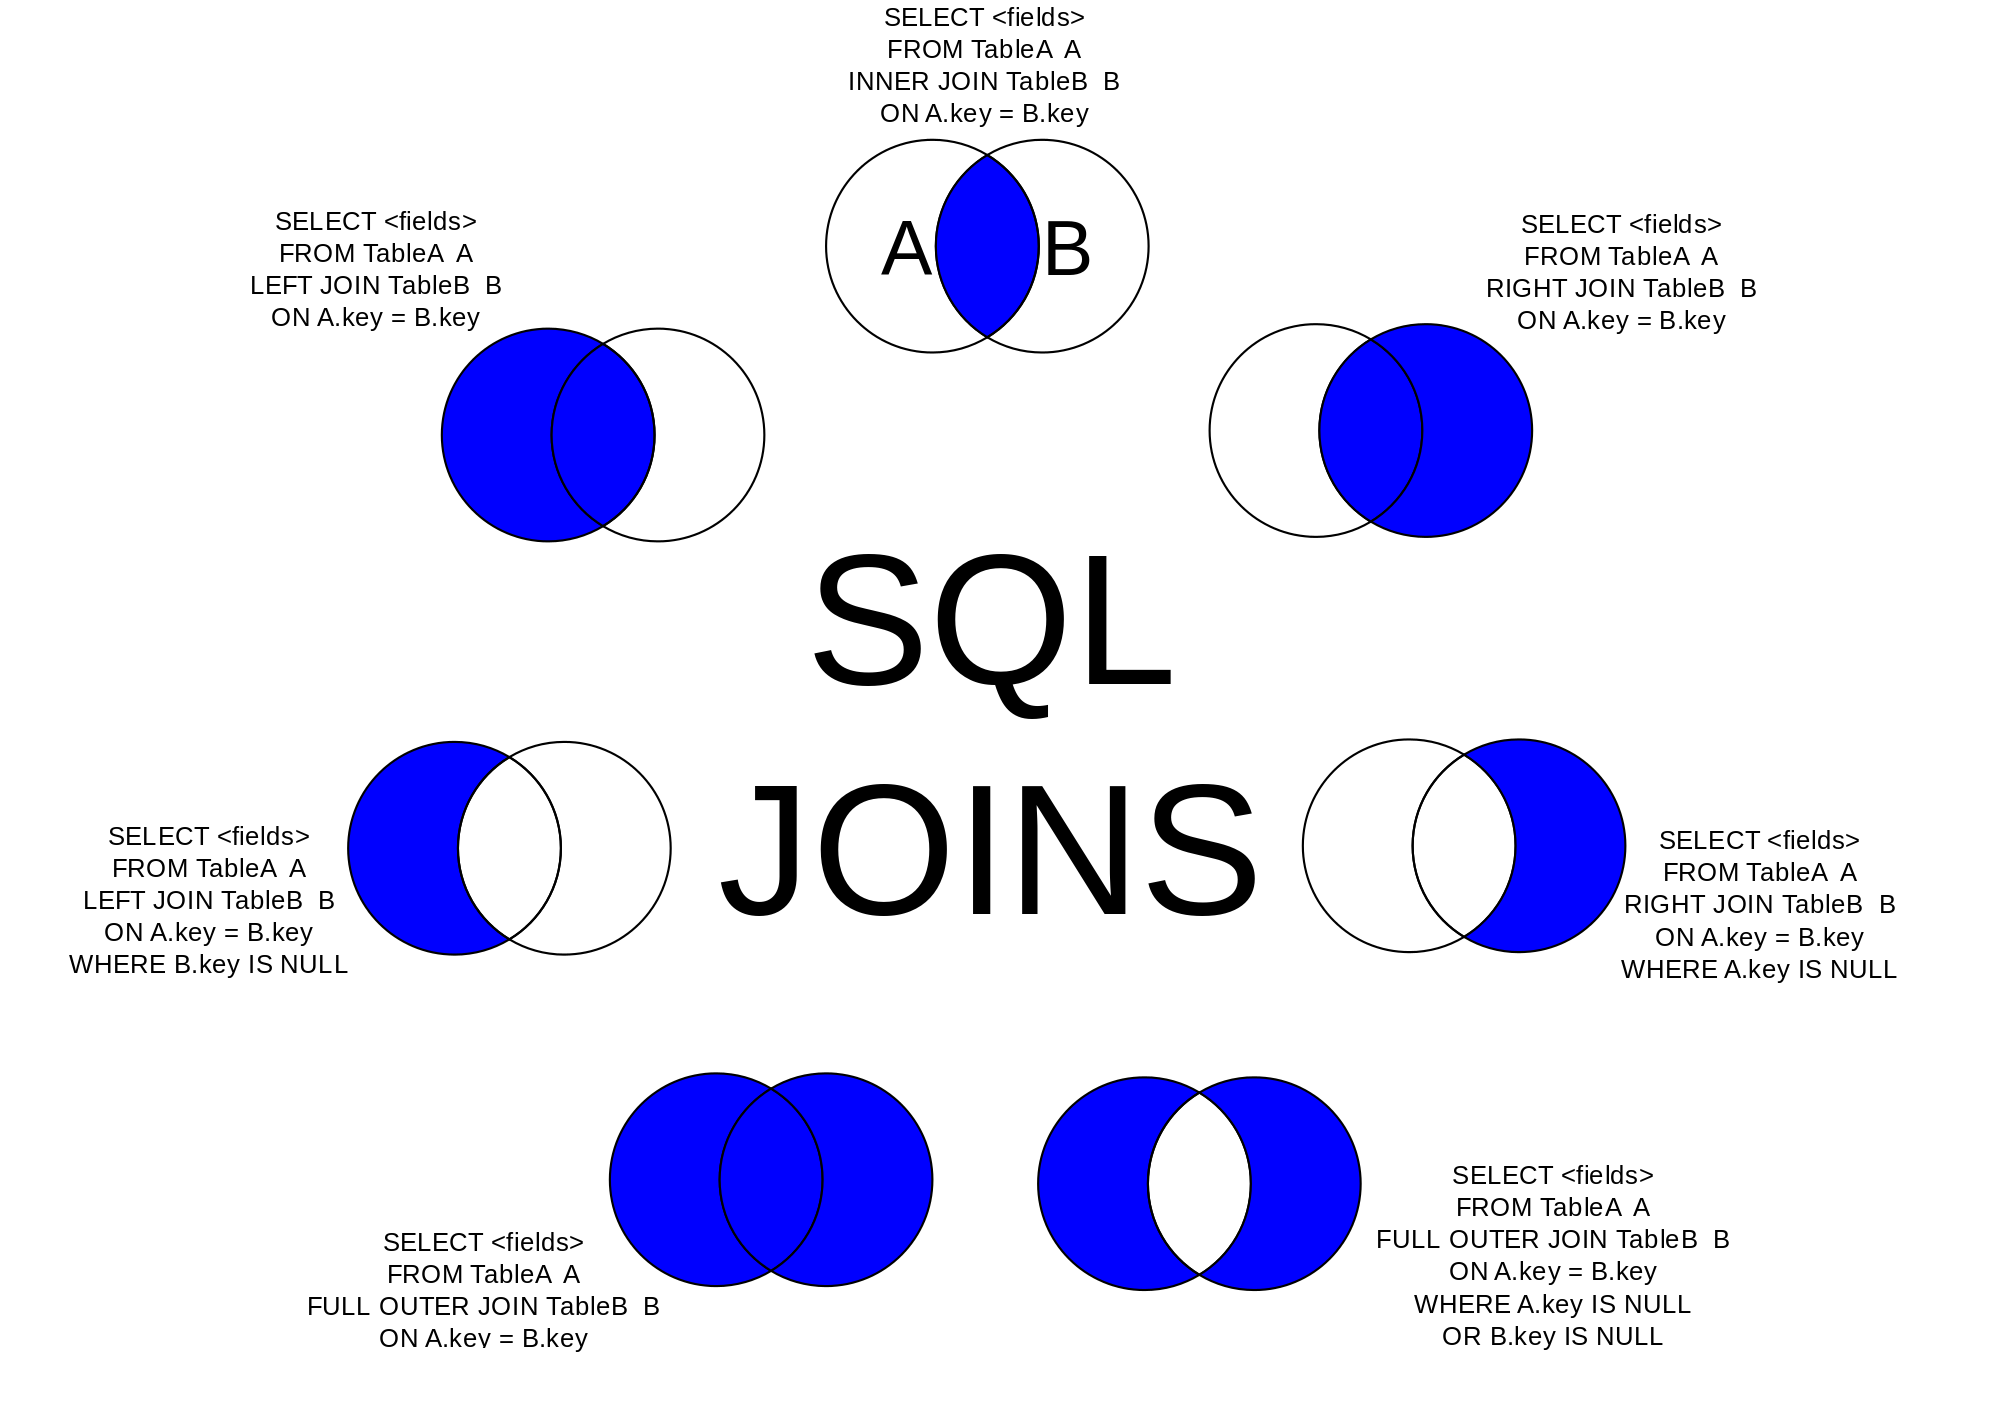 SELECT <fields>
FROM TableA A
INNER JOIN TableB B
ON A.key = B.key
A B
SELECT <fields>
FROM TableA A
LEFT JOIN TableB B
ON A.key = B.key
SELECT <fields>
FROM TableA A
RIGHT JOIN TableB B
ON A.key = B.key
SQL
JOINS
SELECT <fields>
FROM TableA A
LEFT JOIN TableB B
ON A.key = B.key
WHERE B.key IS NULL
SELECT <fields>
FROM TableA A
RIGHT JOIN TableB B
ON A.key = B.key
WHERE A.key IS NULL
SELECT <fields>
FROM TableA A
FULL OUTER JOIN TableB B
ON A.key = B.key
SELECT <fields>
FROM TableA A
FULL OUTER JOIN TableB B
ON A.key = B.key
WHERE A.key IS NULL
OR B.key IS NULL